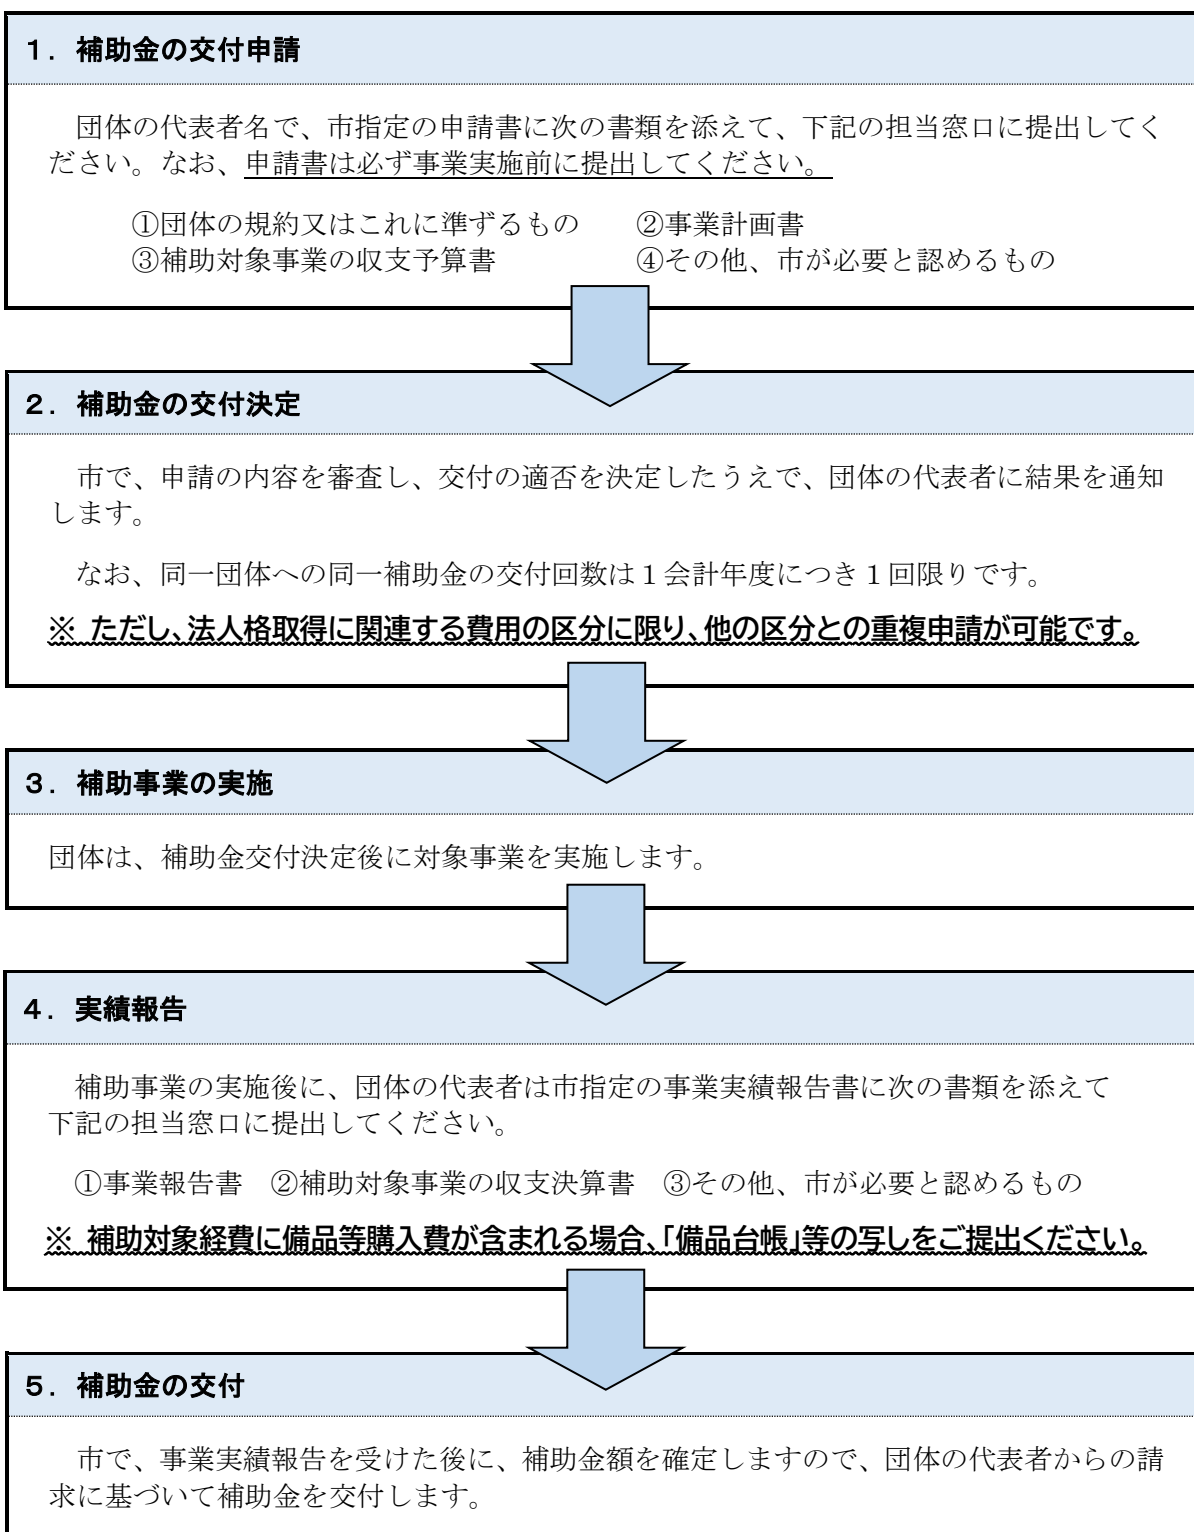 １．補助金の交付申請
団体の代表者名で、市指定の申請書に次の書類を添えて、下記の担当窓口に提出してく
ださい。なお、申請書は必ず事業実施前に提出してください。
①団体の規約又はこれに準ずるもの　②事業計画書
③補助対象事業の収支予算書　④その他、市が必要と認めるもの
２．補助金の交付決定
市で、申請の内容を審査し、交付の適否を決定したうえで、団体の代表者に結果を通知
します。
なお、同一団体への同一補助金の交付回数は１会計年度につき１回限りです。
※ ただし、法人格取得に関連する費用の区分に限り、他の区分との重複申請が可能です。
３．補助事業の実施
団体は、補助金交付決定後に対象事業を実施します。
４．実績報告
補助事業の実施後に、団体の代表者は市指定の事業実績報告書に次の書類を添えて
下記の担当窓口に提出してください。
①事業報告書　②補助対象事業の収支決算書　③その他、市が必要と認めるもの
※ 補助対象経費に備品等購入費が含まれる場合、「備品台帳」等の写しをご提出ください。
５．補助金の交付
市で、事業実績報告を受けた後に、補助金額を確定しますので、団体の代表者からの請
求に基づいて補助金を交付します。